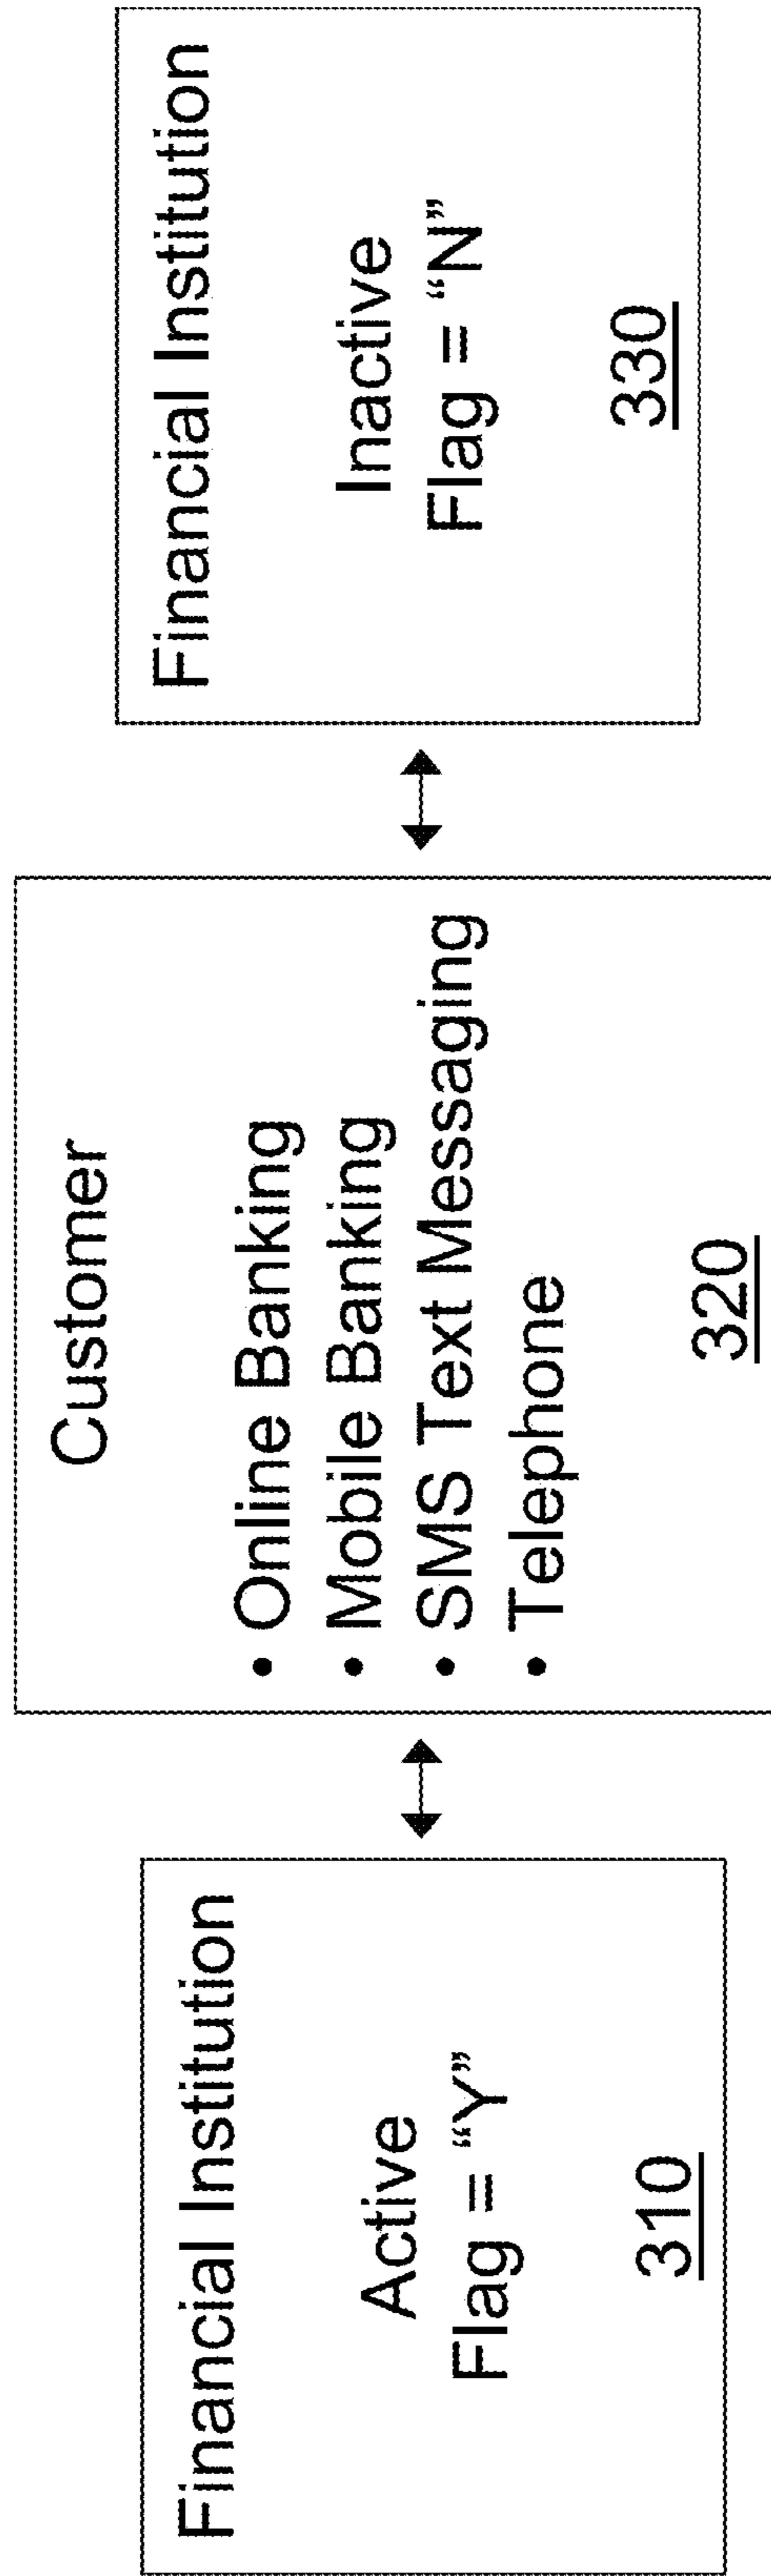 Financial Institution
Active
Flag = “Y”
310
Customer
• Online Banking
• Mobile Banking
• SMS Text Messaging
• Telephone
320
Financial Institution
Inactive
Flag = “N”
330